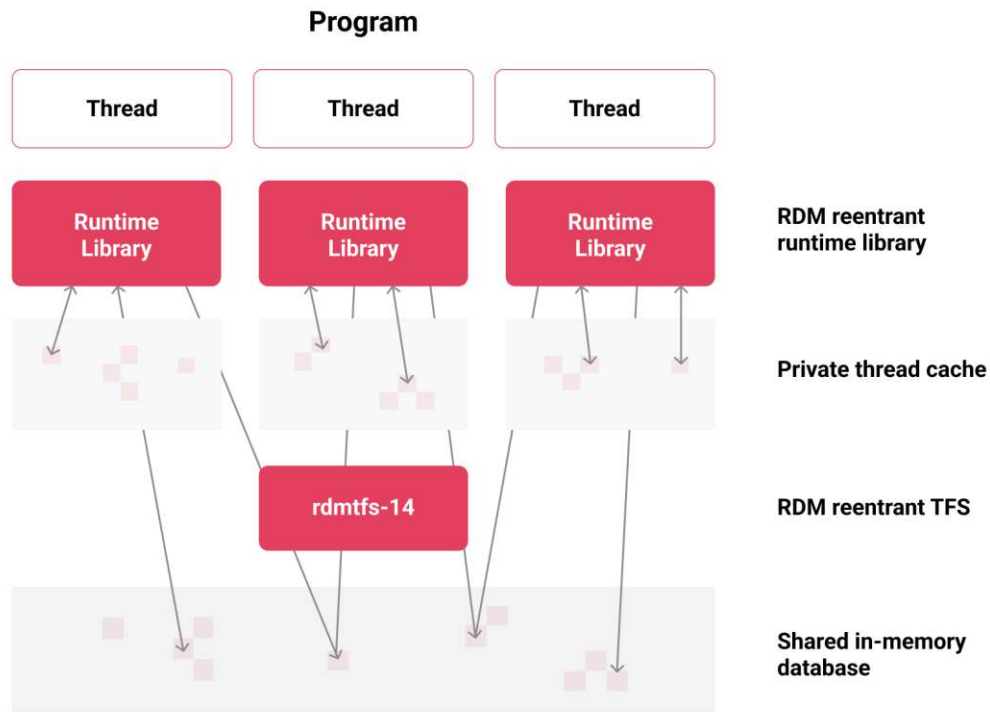 Program
Thread
Thread
Thread
Runtime
Library
Runtime
Library
Runtime
Library
RDM reentrant
runtime library
Private thread cache
rdmtfs-14
RDM reentrant TFS
Shared in-memory
database